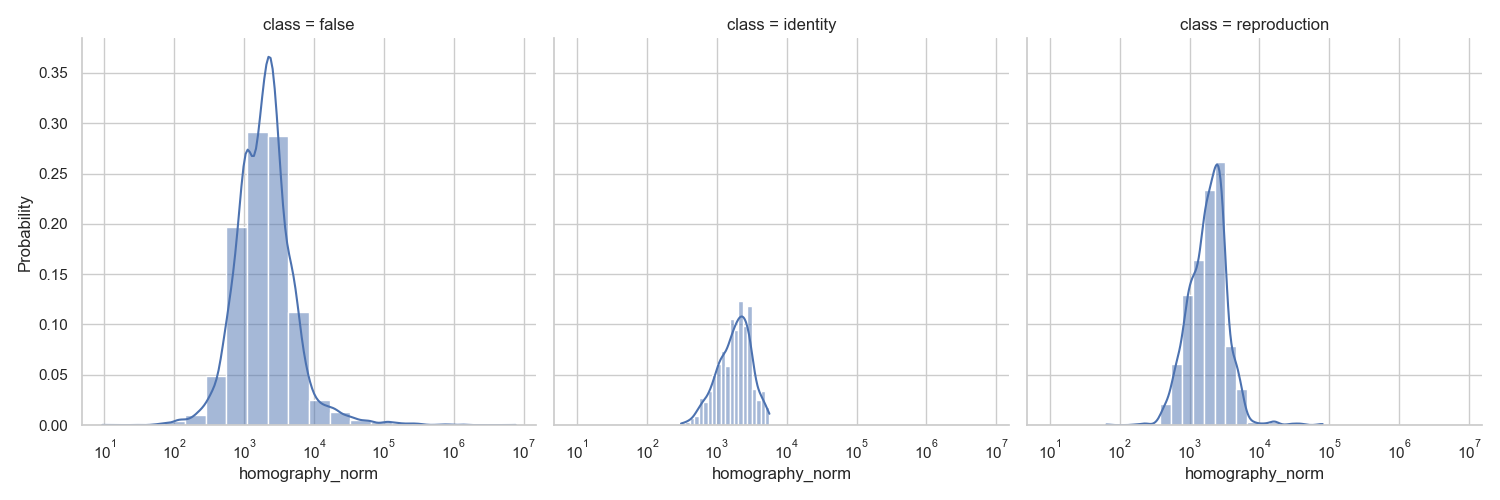 class = false
class = identity
class = reproduction
Probability
0.35
0.30
0.25
0.20
0.15
0.10
0.05
0.00
10^1 10^2 10^3 10^4 10^5 10^6 10^7
10^1 10^2 10^3 10^4 10^5 10^6 10^7
10^1 10^2 10^3 10^4 10^5 10^6 10^7
homography_norm
homography_norm
homography_norm